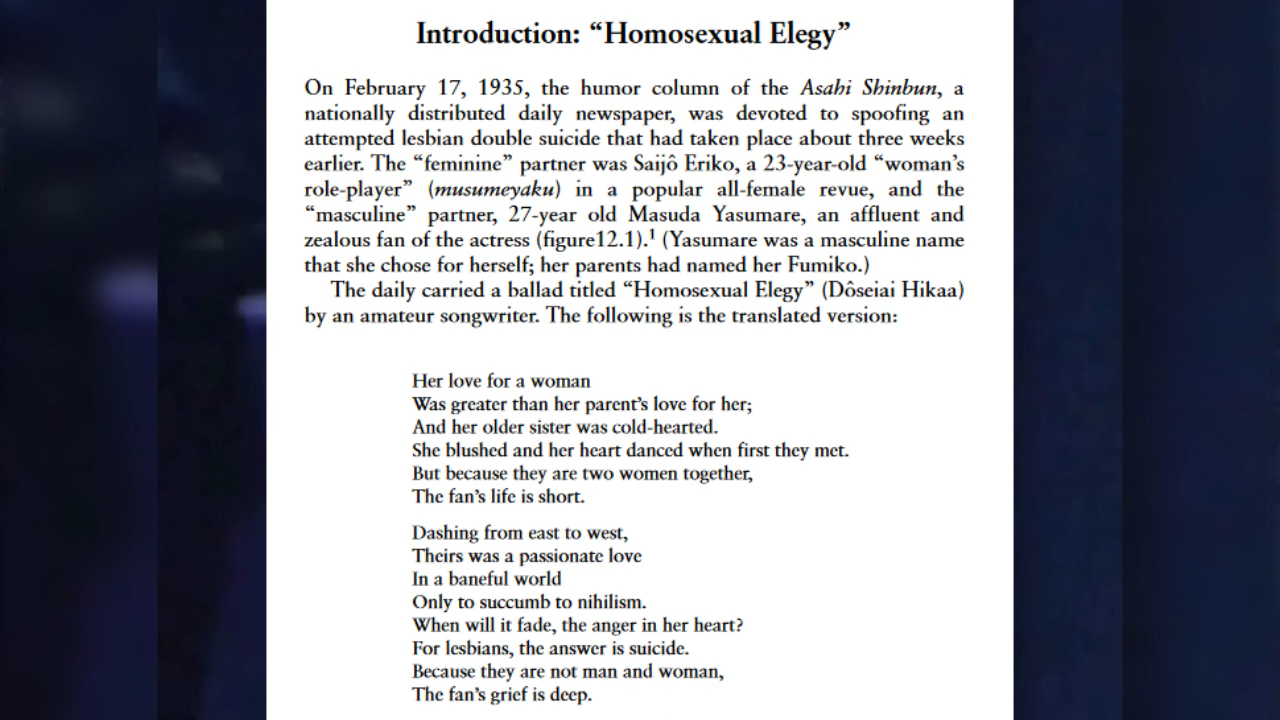 Introduction: “Homosexual Elegy”
On February 17, 1935, the humor column of the Asahi Shinbun, a
nationally distributed daily newspaper, was devoted to spoofing an
attempted lesbian double suicide that had taken place about three weeks
earlier. The “feminine” partner was Saijô Eriko, a 23-year-old “woman’s
role-player” (musumeyaku) in a popular all-female revue, and the
“masculine” partner, 27-year old Masuda Yasumare, an affluent and
zealous fan of the actress (figure12.1).¹ (Yasumare was a masculine name
that she chose for herself; her parents had named her Fumiko.)
The daily carried a ballad titled “Homosexual Elegy” (Dôseiai Hikaa)
by an amateur songwriter. The following is the translated version:
Her love for a woman
Was greater than her parent’s love for her;
And her older sister was cold-hearted.
She blushed and her heart danced when first they met.
But because they are two women together,
The fan’s life is short.
Dashing from east to west,
Theirs was a passionate love
In a baneful world
Only to succumb to nihilism.
When will it fade, the anger in her heart?
For lesbians, the answer is suicide.
Because they are not man and woman,
The fan’s grief is deep.